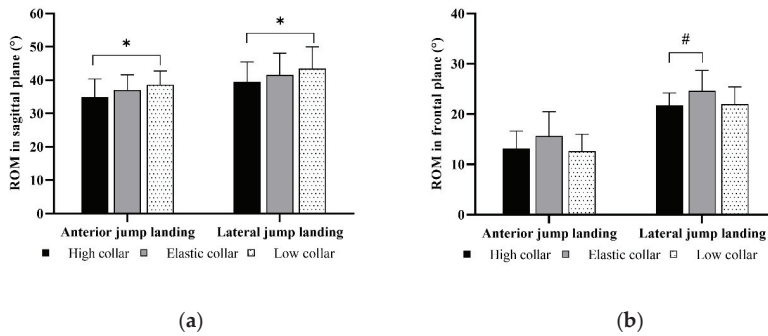 ROM in sagittal plane (°)
60
50
40
30
20
10
0
*
*
Anterior jump landing
Lateral jump landing
High collar
Elastic collar
Low collar
(a)
ROM in frontal plane (°)
40
30
20
10
0
#
Anterior jump landing
Lateral jump landing
High collar
Elastic collar
Low collar
(b)